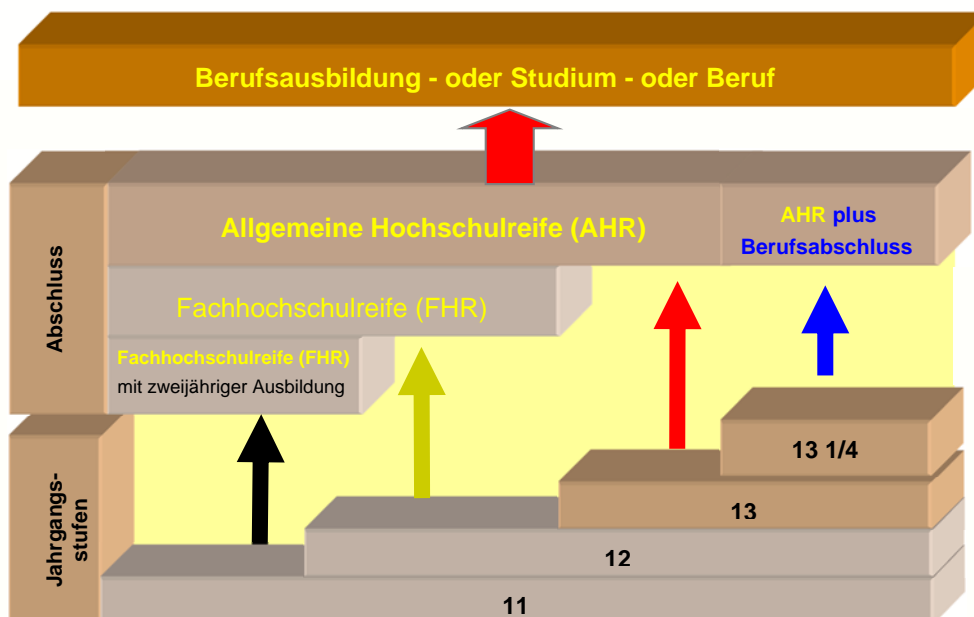 Berufsausbildung - oder Studium - oder Beruf
Abschluss
Allgemeine Hochschulreife (AHR)
AHR plus
Berufsabschluss
Fachhochschulreife (FHR)
Fachhochschulreife (FHR)
mit zweijähriger Ausbildung
Jahrgangs-
stufen
13 1/4
13
12
11